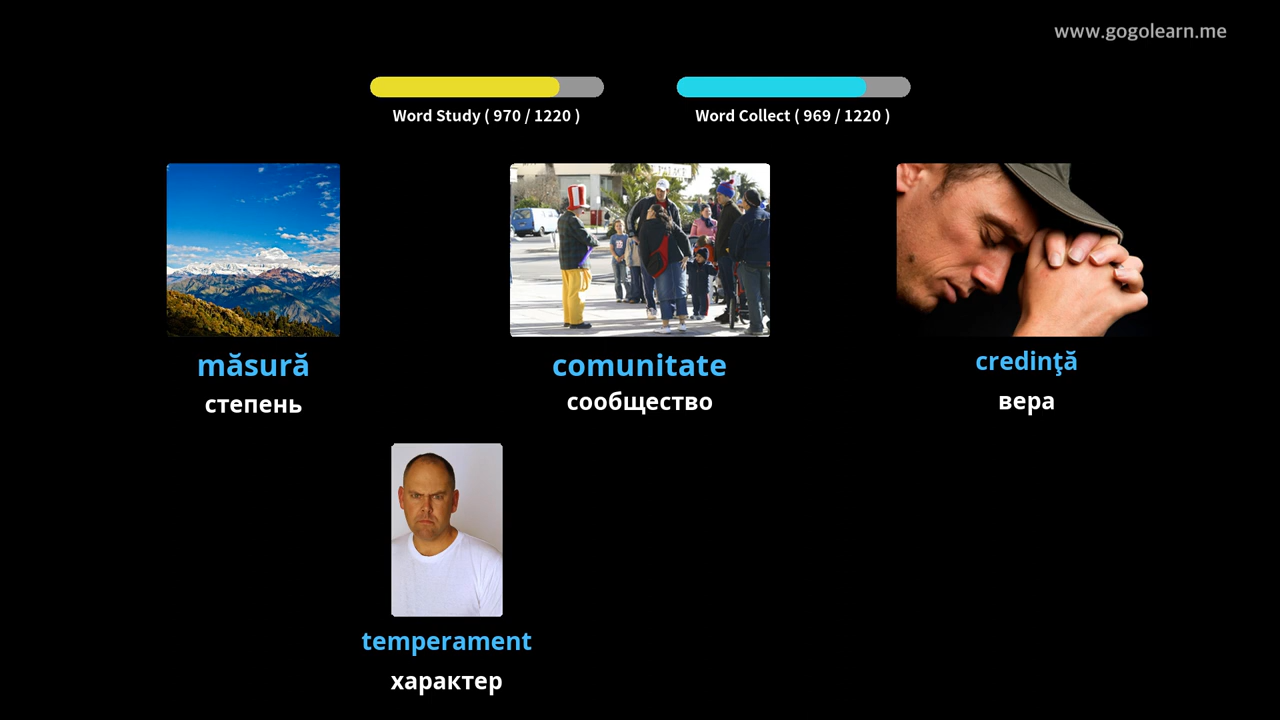 www.gogolearn.me
Word Study ( 970 / 1220 )
Word Collect ( 969 / 1220 )
măsură
степень
comunitate
сообщество
credinţă
вера
temperament
характер